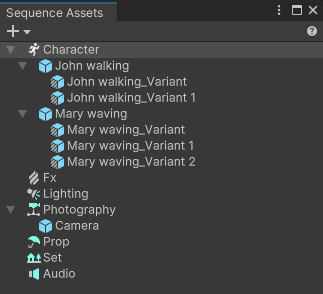 Sequence Assets
Character
John walking
John walking_Variant
John walking_Variant 1
Mary waving
Mary waving_Variant
Mary waving_Variant 1
Mary waving_Variant 2
Fx
Lighting
Photography
Camera
Prop
Set
Audio